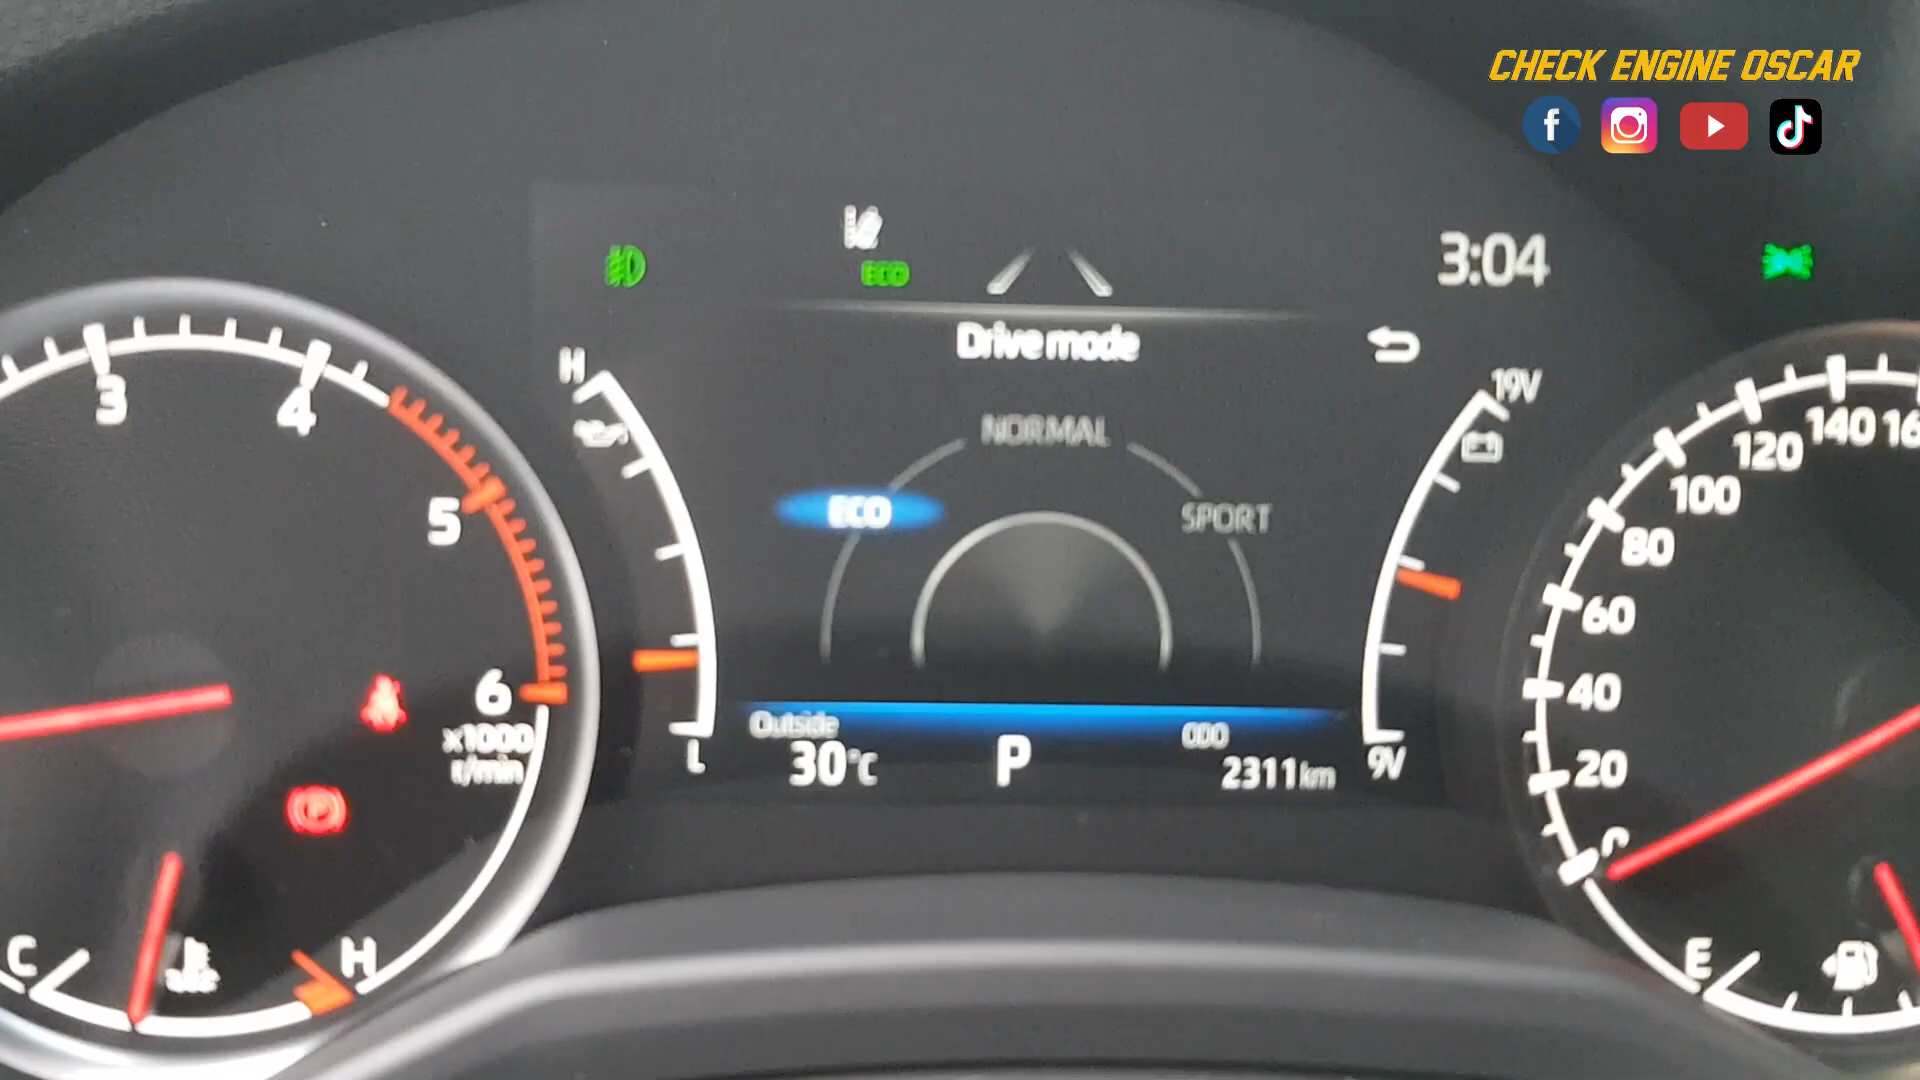 CHECK ENGINE OSCAR
ECO
3:04
Drive mode
H
19V
NORMAL
ECO
SPORT
3
4
5
6
x1000
r/min
L
Outside
30°C
P
ODO
2311km
9V
160
140
120
100
80
60
40
20
C
H
E